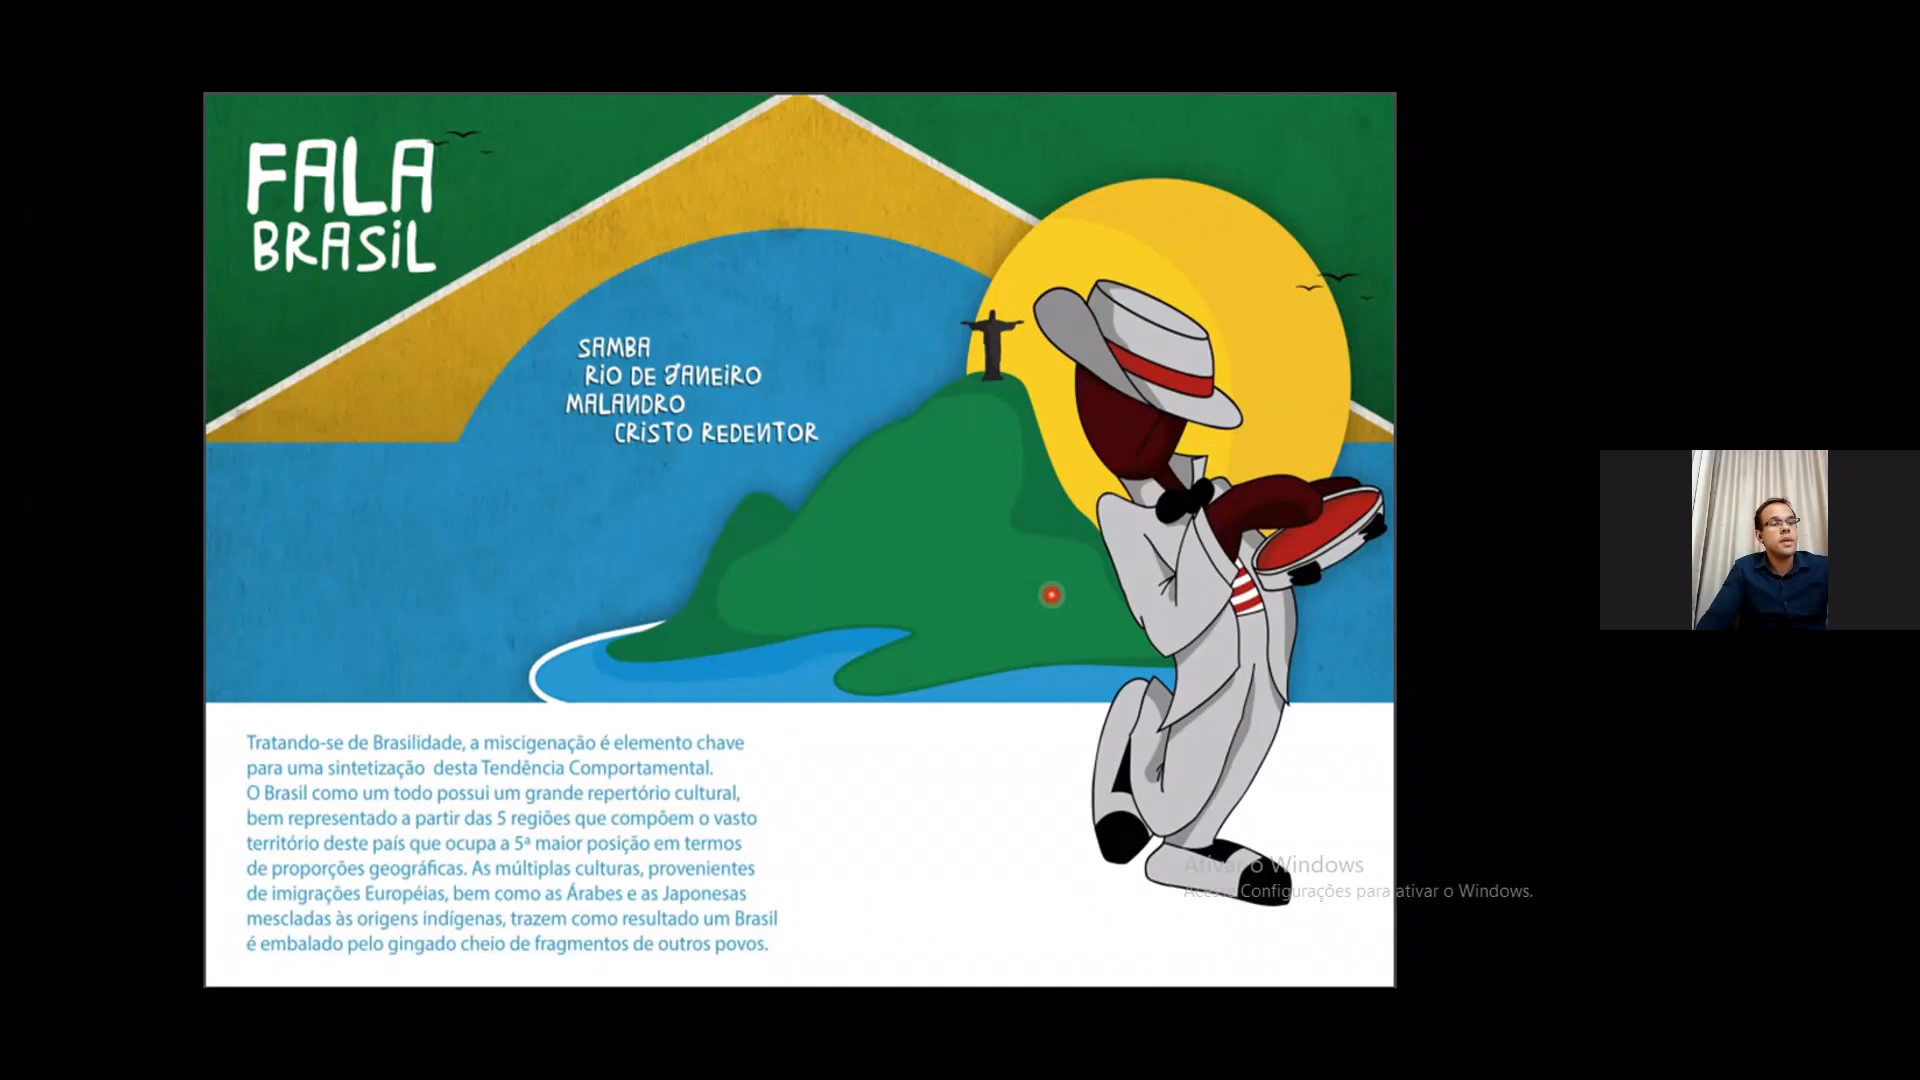 FALA
BRASiL
SAMBA
RiO DE JANEiRO
MALANDRO
CRiSTO REDENTOR
Tratando-se de Brasilidade, a miscigenação é elemento chave
para uma sintetização desta Tendência Comportamental.
O Brasil como um todo possui um grande repertório cultural,
bem representado a partir das 5 regiões que compõem o vasto
território deste país que ocupa a 5ª maior posição em termos
de proporções geográficas. As múltiplas culturas, provenientes
de imigrações Européias, bem como as Árabes e as Japonesas
mescladas às origens indígenas, trazem como resultado um Brasil
é embalado pelo gingado cheio de fragmentos de outros povos.
Ativar o Windows
Acesse Configurações para ativar o Windows.